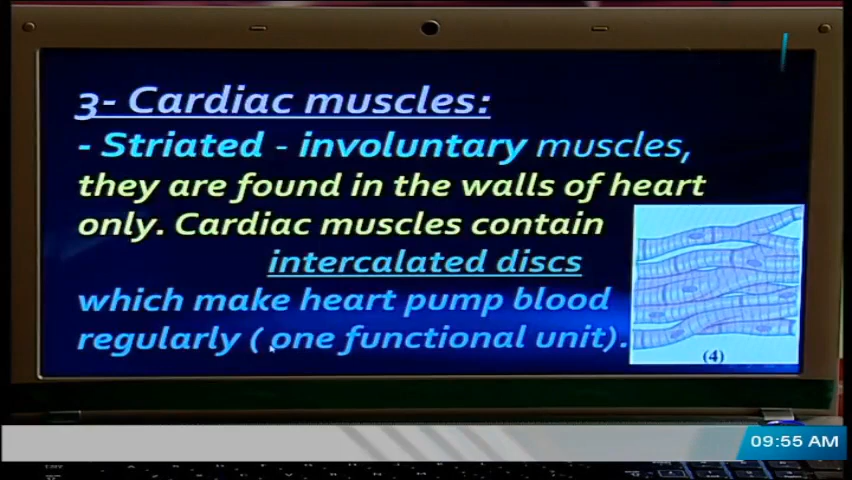 3- Cardiac muscles:
- Striated - involuntary muscles,
they are found in the walls of heart
only. Cardiac muscles contain
intercalated discs
which make heart pump blood
regularly ( one functional unit).
(4)
09:55 AM